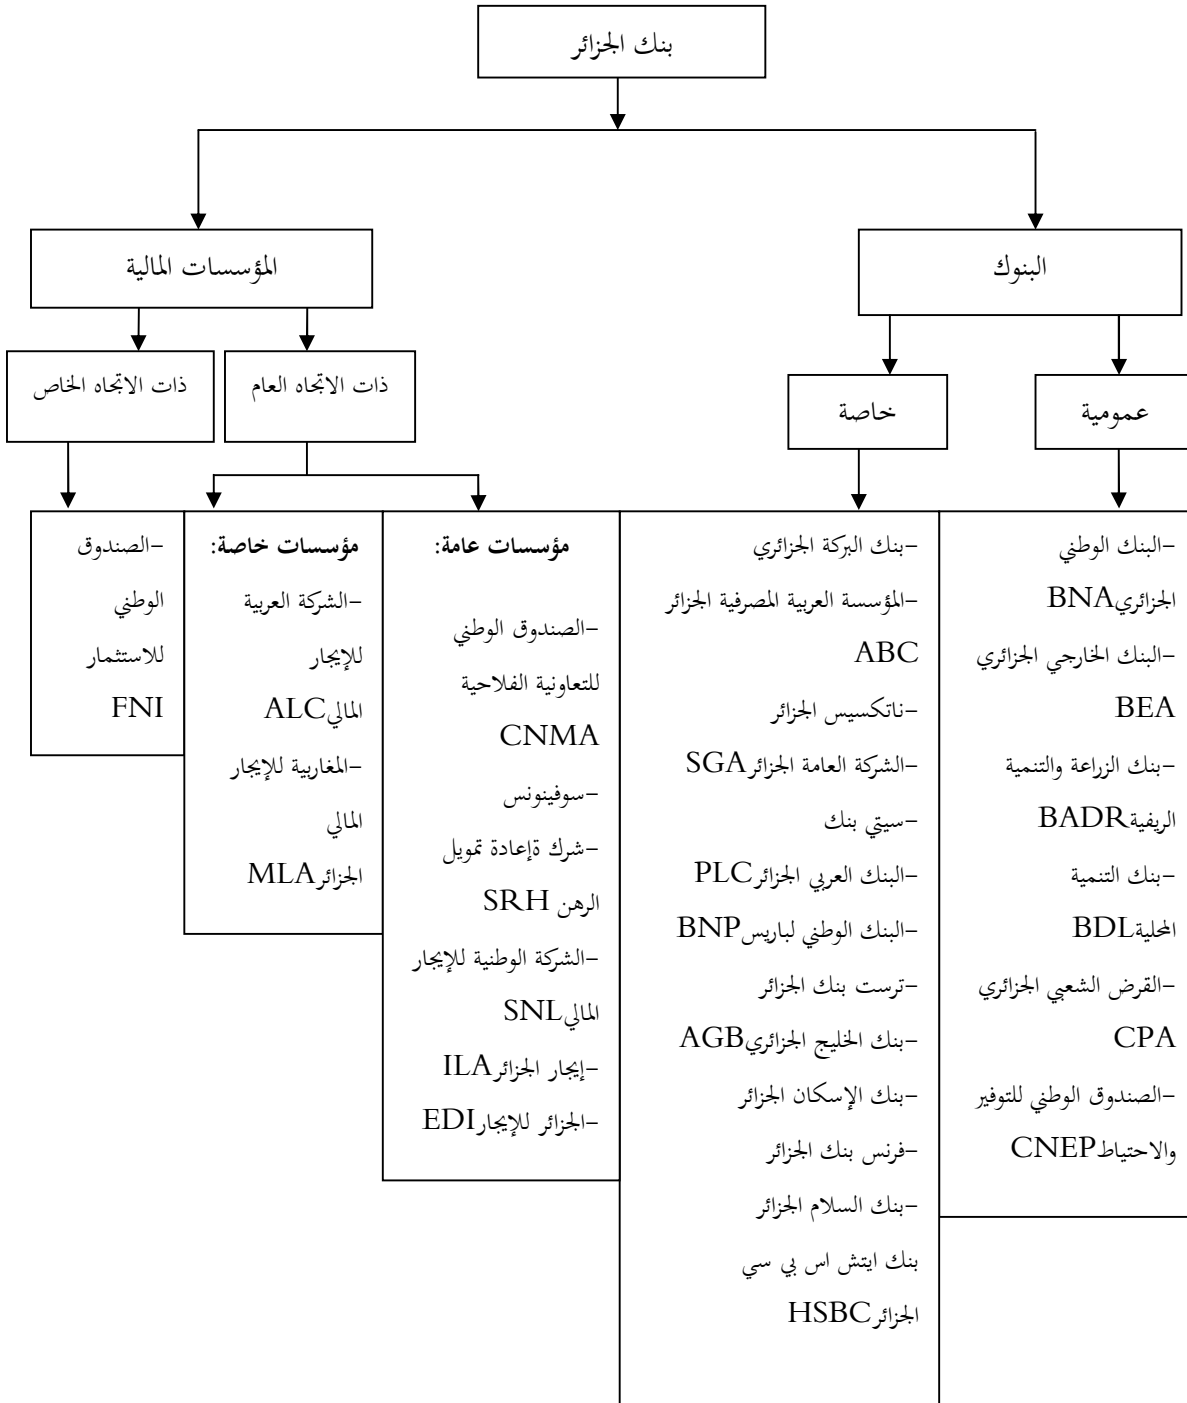 بنك الجزائر
البنوك
المؤسسات المالية
عمومية
خاصة
ذات الاتجاه العام
ذات الاتجاه الخاص
-البنك الوطني
الجزائريBNA
-البنك الخارجي الجزائري
BEA
-بنك الزراعة والتنمية
الريفيةBADR
-بنك التنمية
المحليةBDL
-القرض الشعبي الجزائري
CPA
-الصندوق الوطني للتوفير
والاحتياطCNEP
-بنك البركة الجزائري
-المؤسسة العربية المصرفية الجزائر
ABC
-ناتكسيس الجزائر
-الشركة العامة الجزائرSGA
-سيتي بنك
-البنك العربي الجزائرPLC
-البنك الوطني لباريسBNP
-ترست بنك الجزائر
-بنك الخليج الجزائريAGB
-بنك الإسكان الجزائر
-فرنس بنك الجزائر
-بنك السلام الجزائر
بنك ايتش اس بي سي
الجزائرHSBC
مؤسسات عامة:
-الصندوق الوطني
للتعاونية الفلاحية
CNMA
-سوفينونس
-شرك ةإعادة تمويل
الرهن SRH
-الشركة الوطنية للإيجار
الماليSNL
-إيجار الجزائرILA
-الجزائر للإيجارEDI
مؤسسات خاصة:
-الشركة العربية
للإيجار
الماليALC
-المغاربية للإيجار
المالي
الجزائرMLA
-الصندوق
الوطني
للاستثمار
FNI